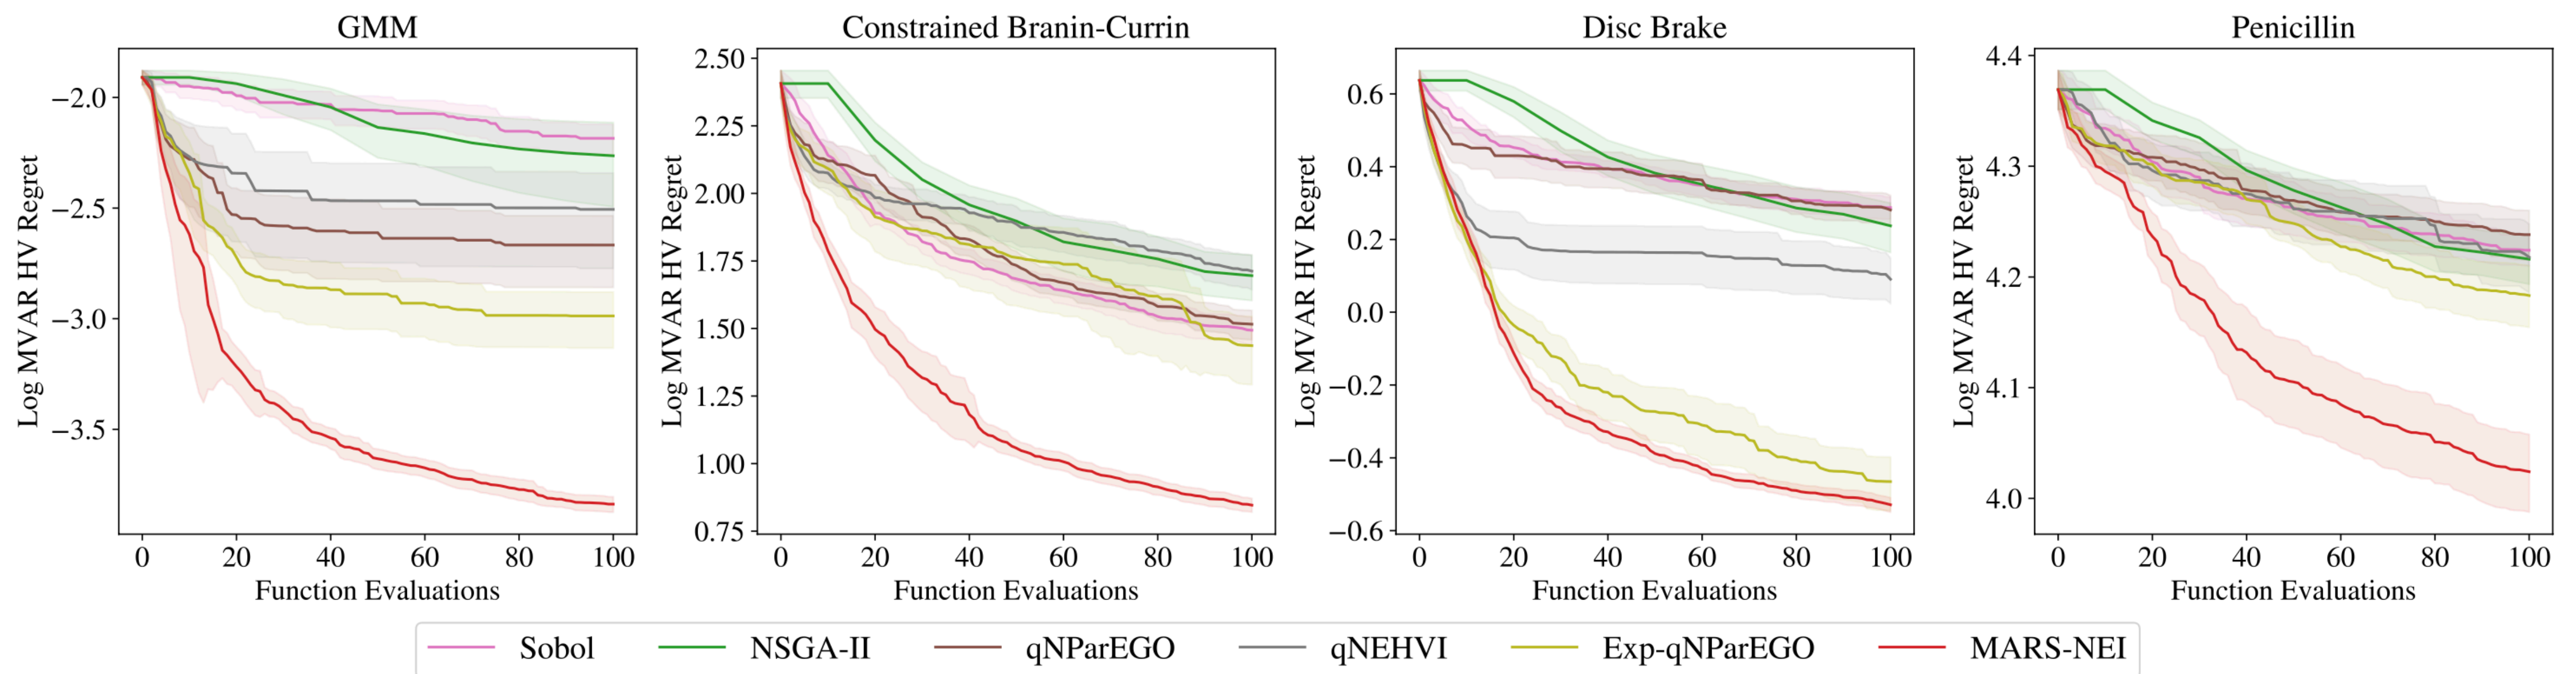 GMM
Log MVAR HV Regret
−2.0
−2.5
−3.0
−3.5
0 20 40 60 80 100
Function Evaluations
Constrained Branin-Currin
Log MVAR HV Regret
2.50
2.25
2.00
1.75
1.50
1.25
1.00
0.75
0 20 40 60 80 100
Function Evaluations
Disc Brake
Log MVAR HV Regret
0.6
0.4
0.2
0.0
−0.2
−0.4
−0.6
0 20 40 60 80 100
Function Evaluations
Penicillin
Log MVAR HV Regret
4.4
4.3
4.2
4.1
4.0
0 20 40 60 80 100
Function Evaluations
Sobol NSGA-II qNParEGO qNEHVI Exp-qNParEGO MARS-NEI